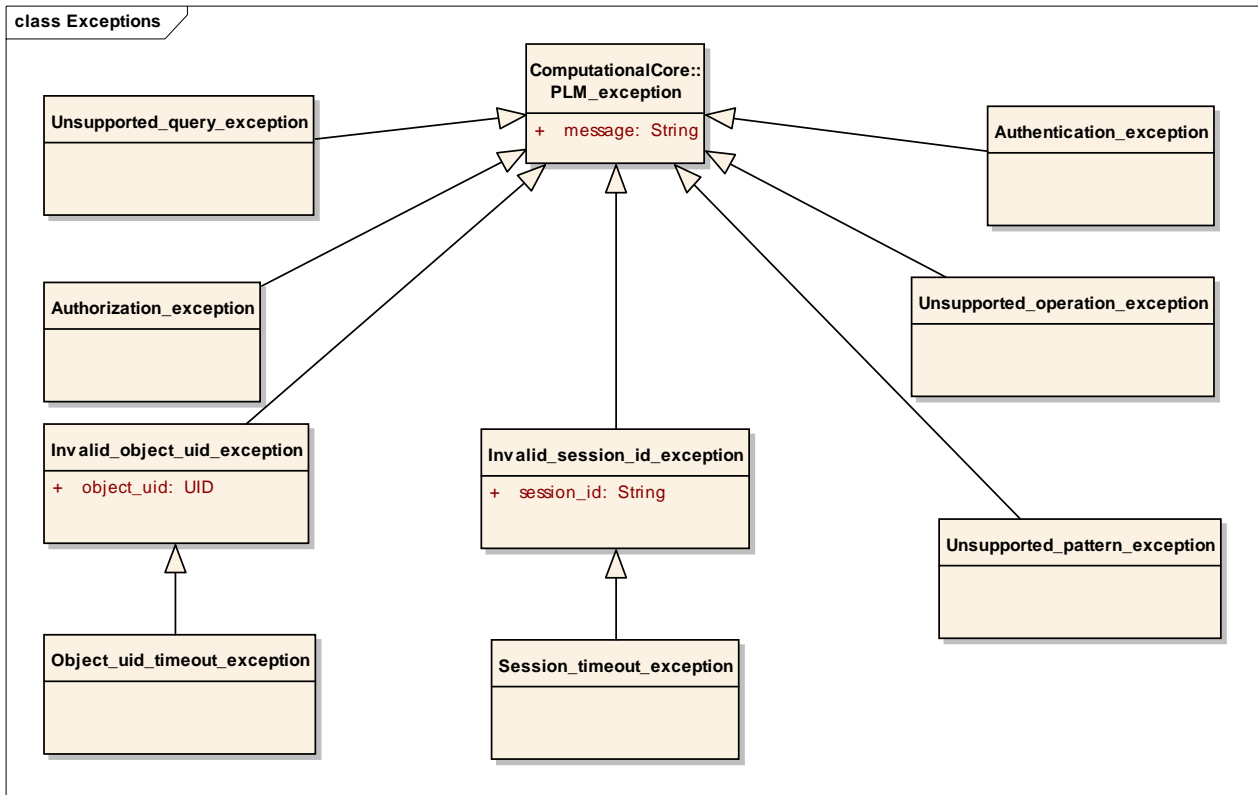 class Exceptions
ComputationalCore::
PLM_exception
+ message: String
Unsupported_query_exception
Authentication_exception
Authorization_exception
Unsupported_operation_exception
Invalid_object_uid_exception
+ object_uid: UID
Invalid_session_id_exception
+ session_id: String
Unsupported_pattern_exception
Object_uid_timeout_exception
Session_timeout_exception